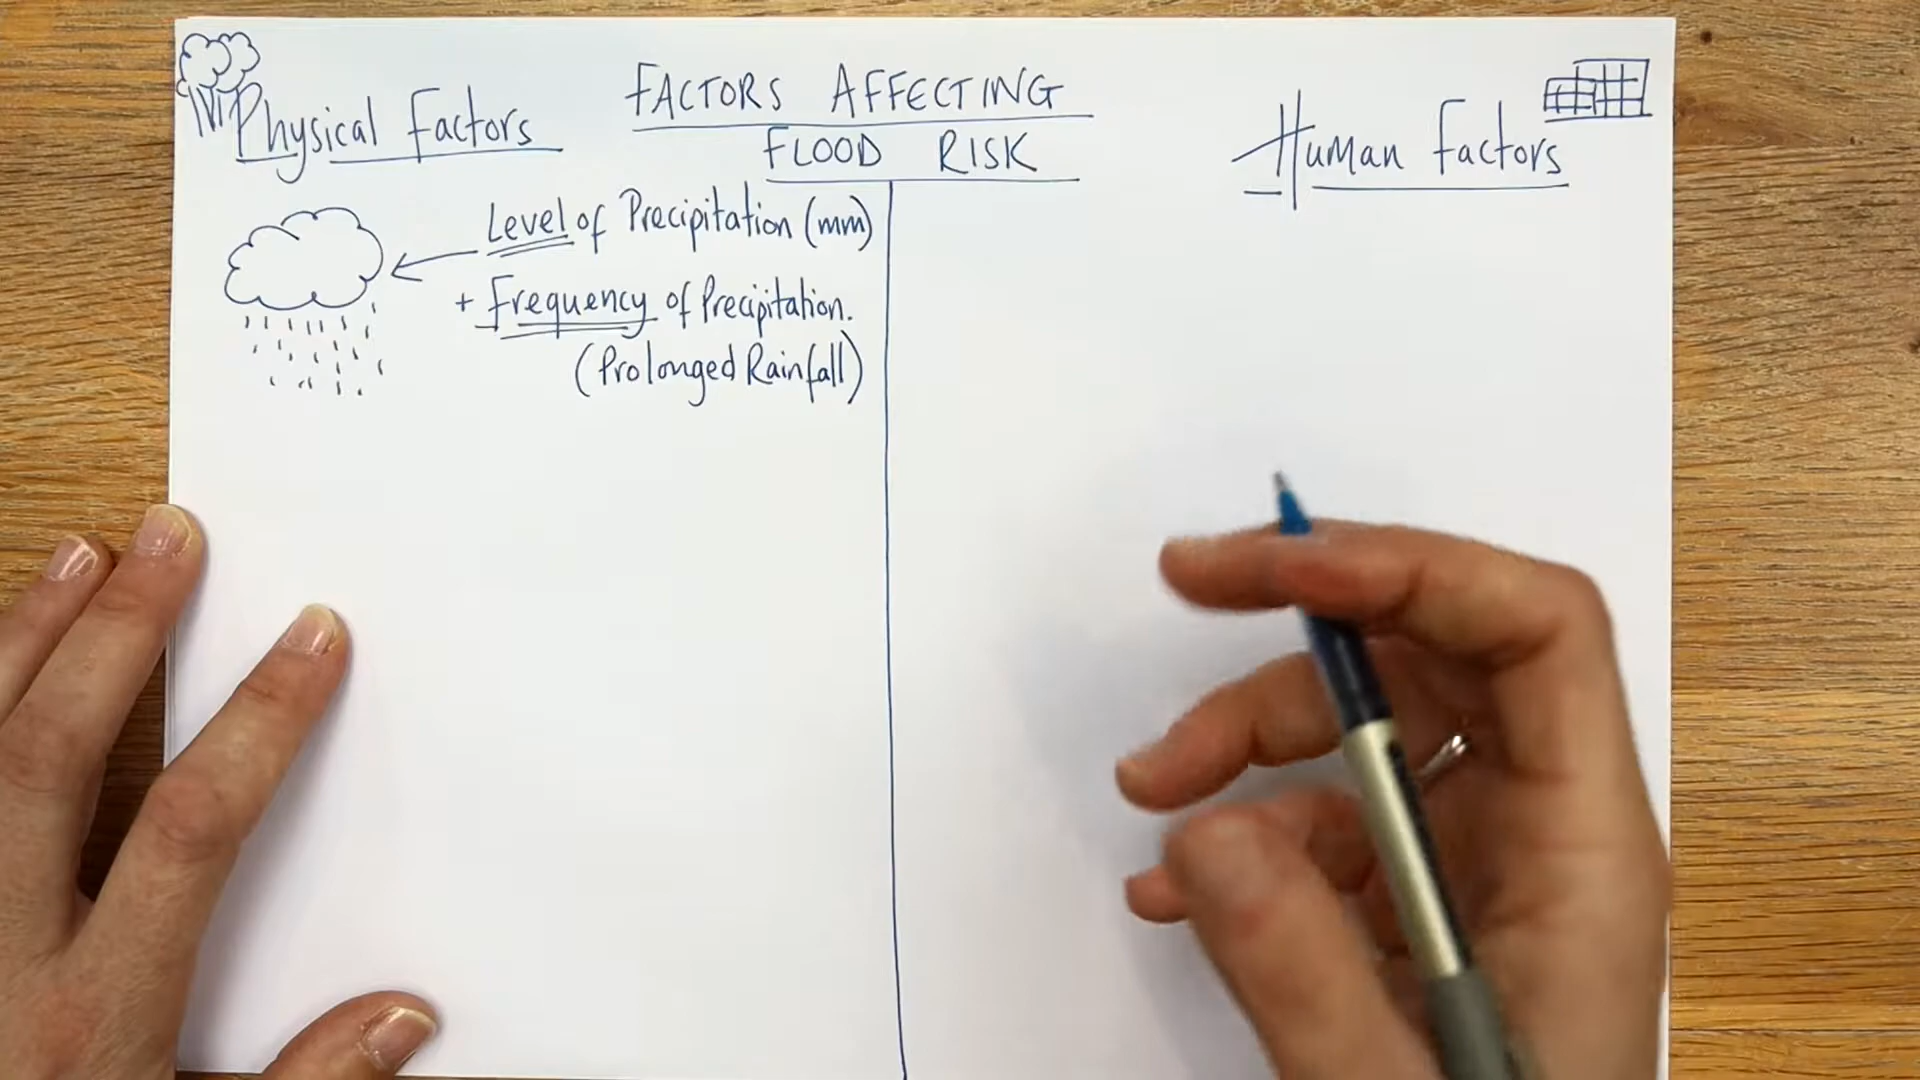 FACTORS AFFECTING
FLOOD RISK
Physical Factors
Level of Precipitation (mm)
+ Frequency of Precipitation.
(Prolonged Rainfall)
Human Factors